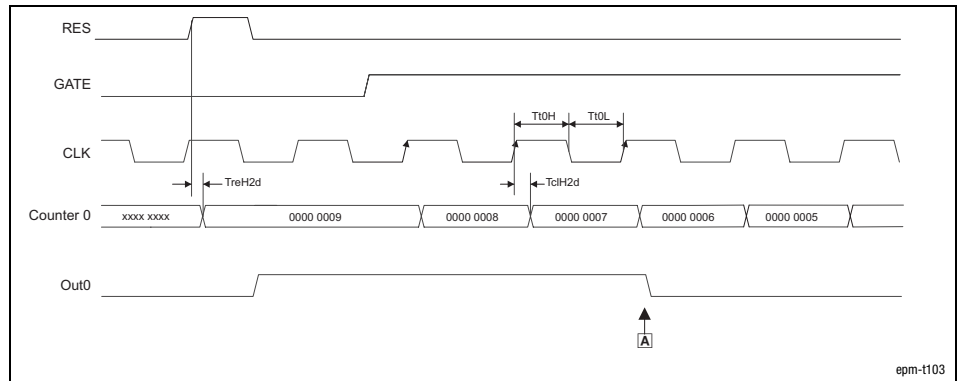 RES
GATE
Tt0H Tt0L
CLK
TreH2d TclH2d
Counter 0 xxxx xxxx 0000 0009 0000 0008 0000 0007 0000 0006 0000 0005
Out0
A
epm-t103